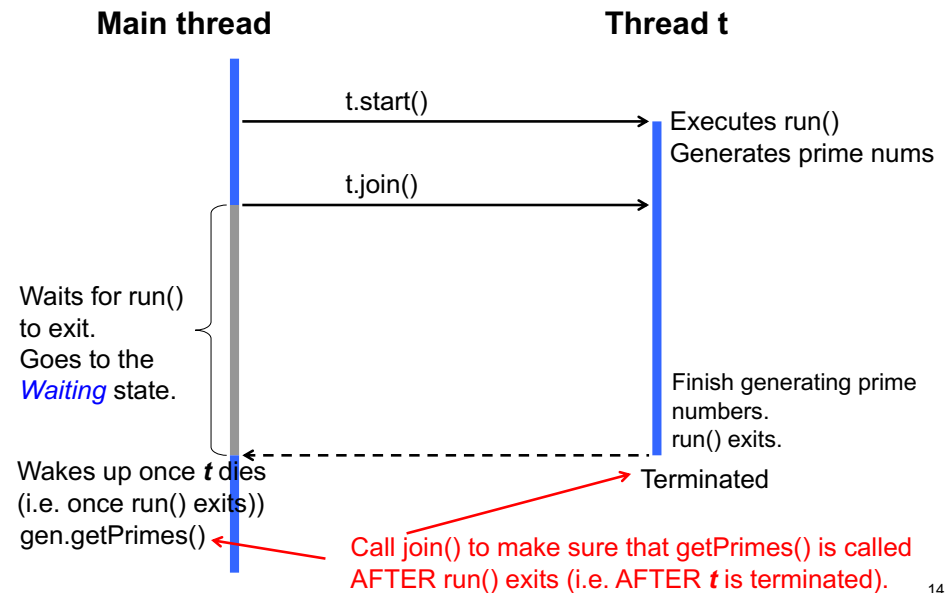 Main thread
Thread t
t.start()
Executes run()
Generates prime nums
t.join()
Waits for run()
to exit.
Goes to the
Waiting state.
Finish generating prime
numbers.
run() exits.
Wakes up once t dies
(i.e. once run() exits))
gen.getPrimes()
Terminated
Call join() to make sure that getPrimes() is called
AFTER run() exits (i.e. AFTER t is terminated).
14